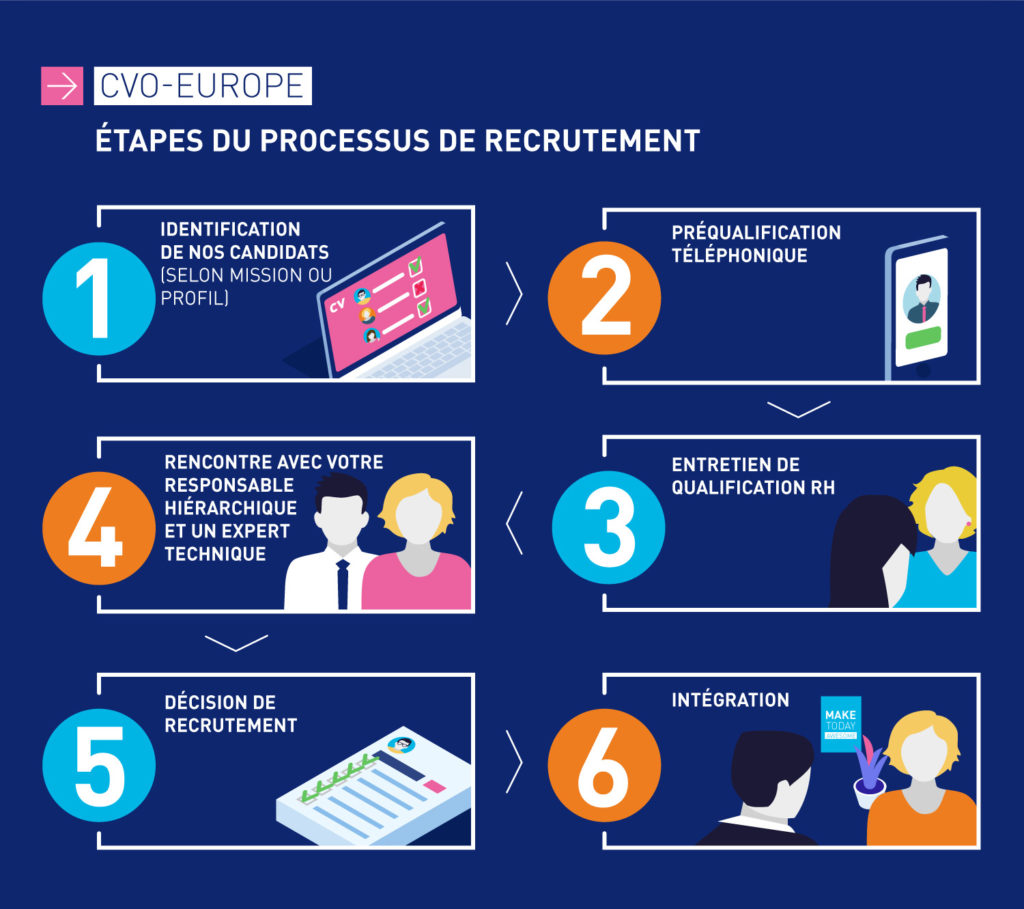 CVO-EUROPE
ÉTAPES DU PROCESSUS DE RECRUTEMENT
1
IDENTIFICATION
DE NOS CANDIDATS
(SELON MISSION OU
PROFIL)
CV
2
PRÉQUALIFICATION
TÉLÉPHONIQUE
3
ENTRETIEN DE
QUALIFICATION RH
4
RENCONTRE AVEC VOTRE
RESPONSABLE
HIÉRARCHIQUE
ET UN EXPERT
TECHNIQUE
5
DÉCISION DE
RECRUTEMENT
6
INTÉGRATION
MAKE
TODAY
AWESOME